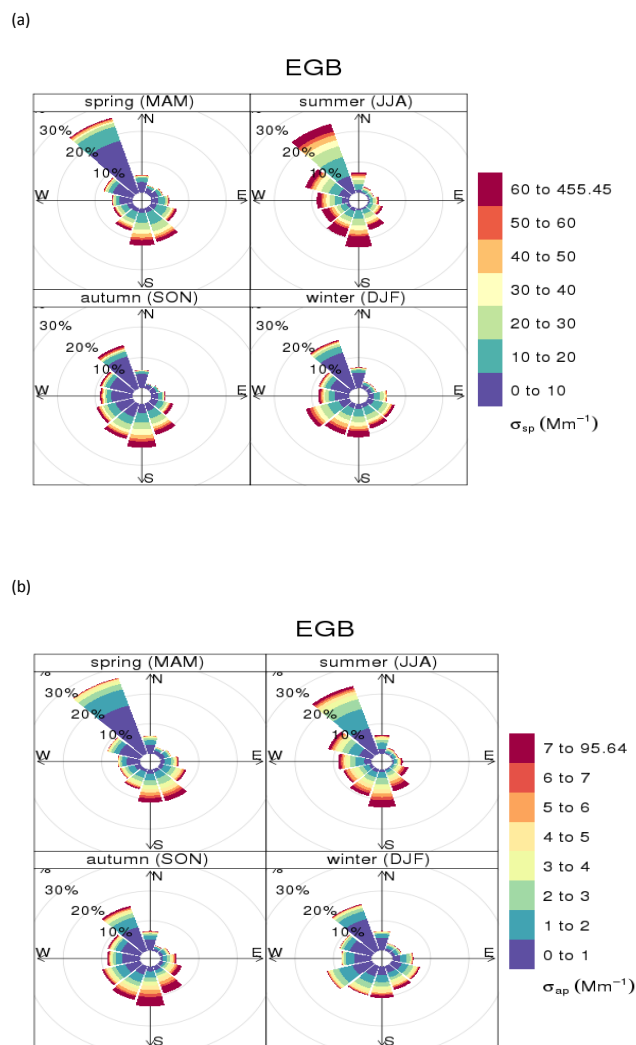 (a)
EGB
spring (MAM)
summer (JJA)
%
N
30%
20%
10%
W
E
S
%
N
30%
20%
10%
W
E
S
autumn (SON)
winter (DJF)
%
N
30%
20%
10%
W
E
S
%
N
30%
20%
10%
W
E
S
60 to 455.45
50 to 60
40 to 50
30 to 40
20 to 30
10 to 20
0 to 10
σsp (Mm−1)
(b)
EGB
spring (MAM)
summer (JJA)
%
N
30%
20%
10%
W
E
S
%
N
30%
20%
10%
W
E
S
autumn (SON)
winter (DJF)
%
N
30%
20%
10%
W
E
S
%
N
30%
20%
10%
W
E
S
7 to 95.64
6 to 7
5 to 6
4 to 5
3 to 4
2 to 3
1 to 2
0 to 1
σap (Mm−1)